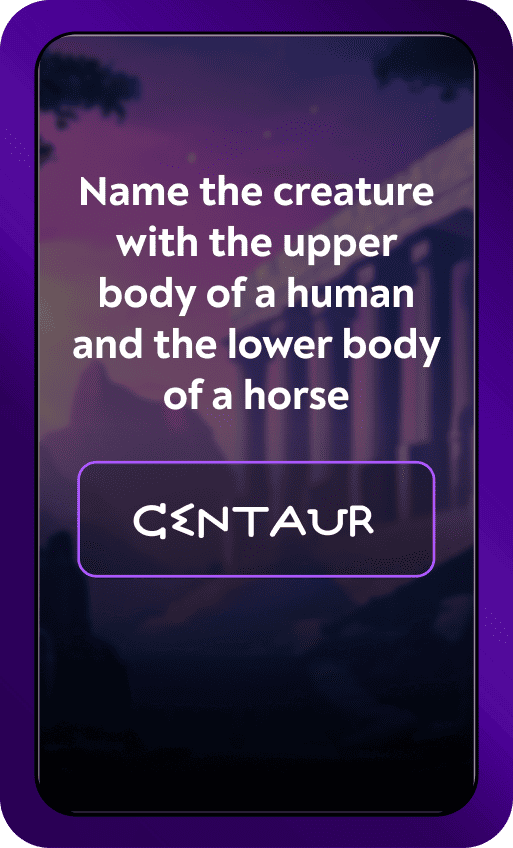 Name the creature
with the upper
body of a human
and the lower body
of a horse
CENTAUR